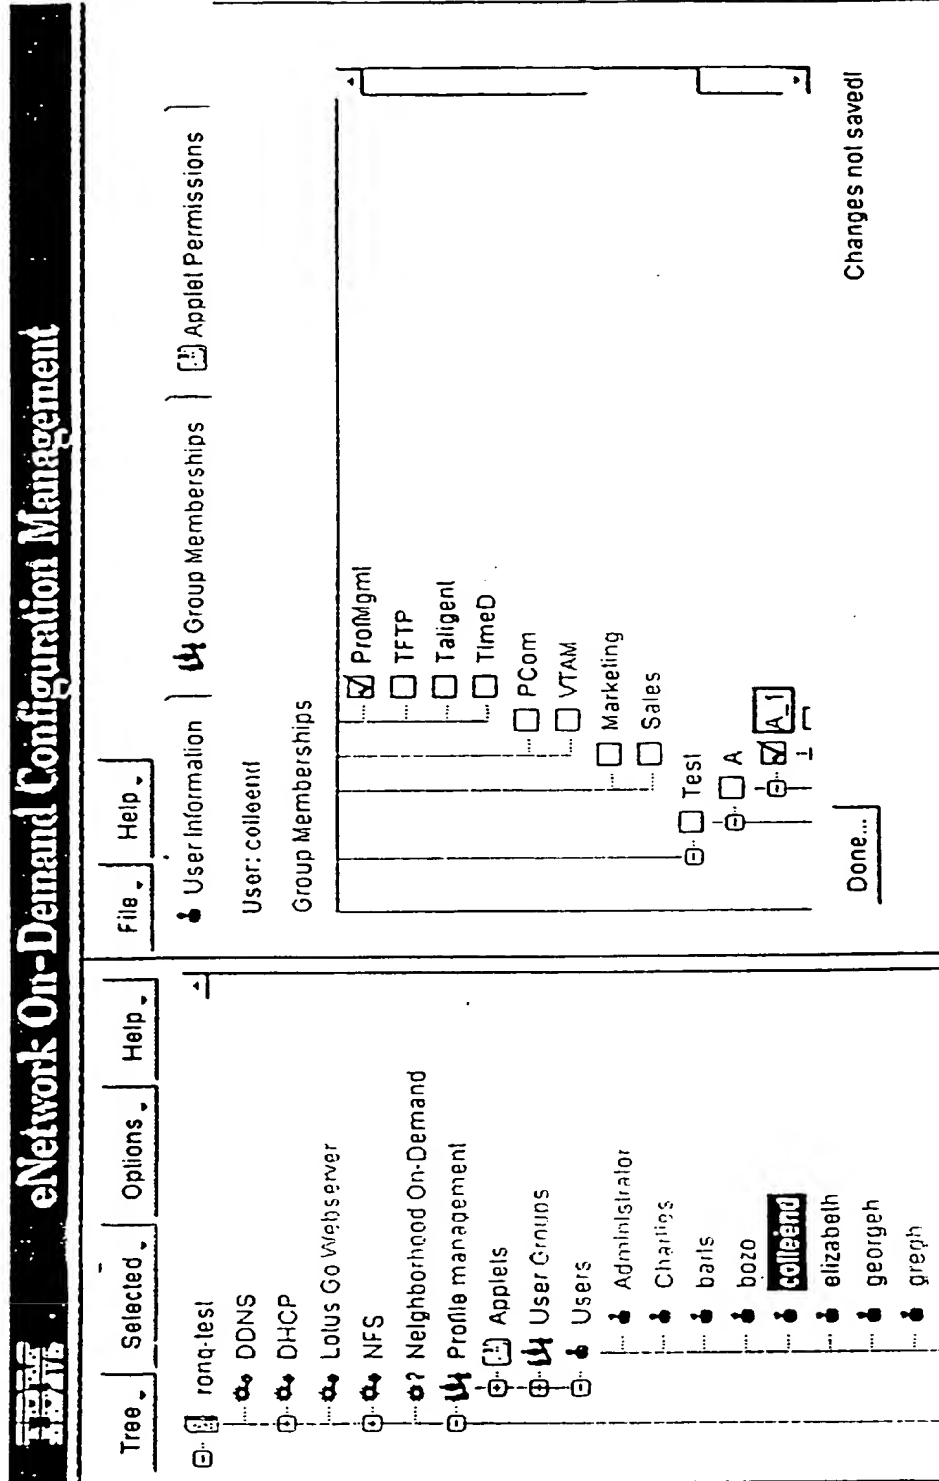 eNetwork On-Demand Configuration Management
Tree Selected Options Help
ronq-test
DDNS
DHCP
Lotus Go Webserver
NFS
? Neighborhood On-Demand
Profile management
Applets
User Groups
Users
Administrator
Charlies
barls
bozo
colleend
elizabeth
georgeh
gregh
File Help
User Information
Group Memberships
Applet Permissions
User: colleend
Group Memberships
ProfMgmt
TFTP
Taligent
TimeD
PCom
VTAM
Marketing
Sales
Test
A
A_1
Done...
Changes not saved!